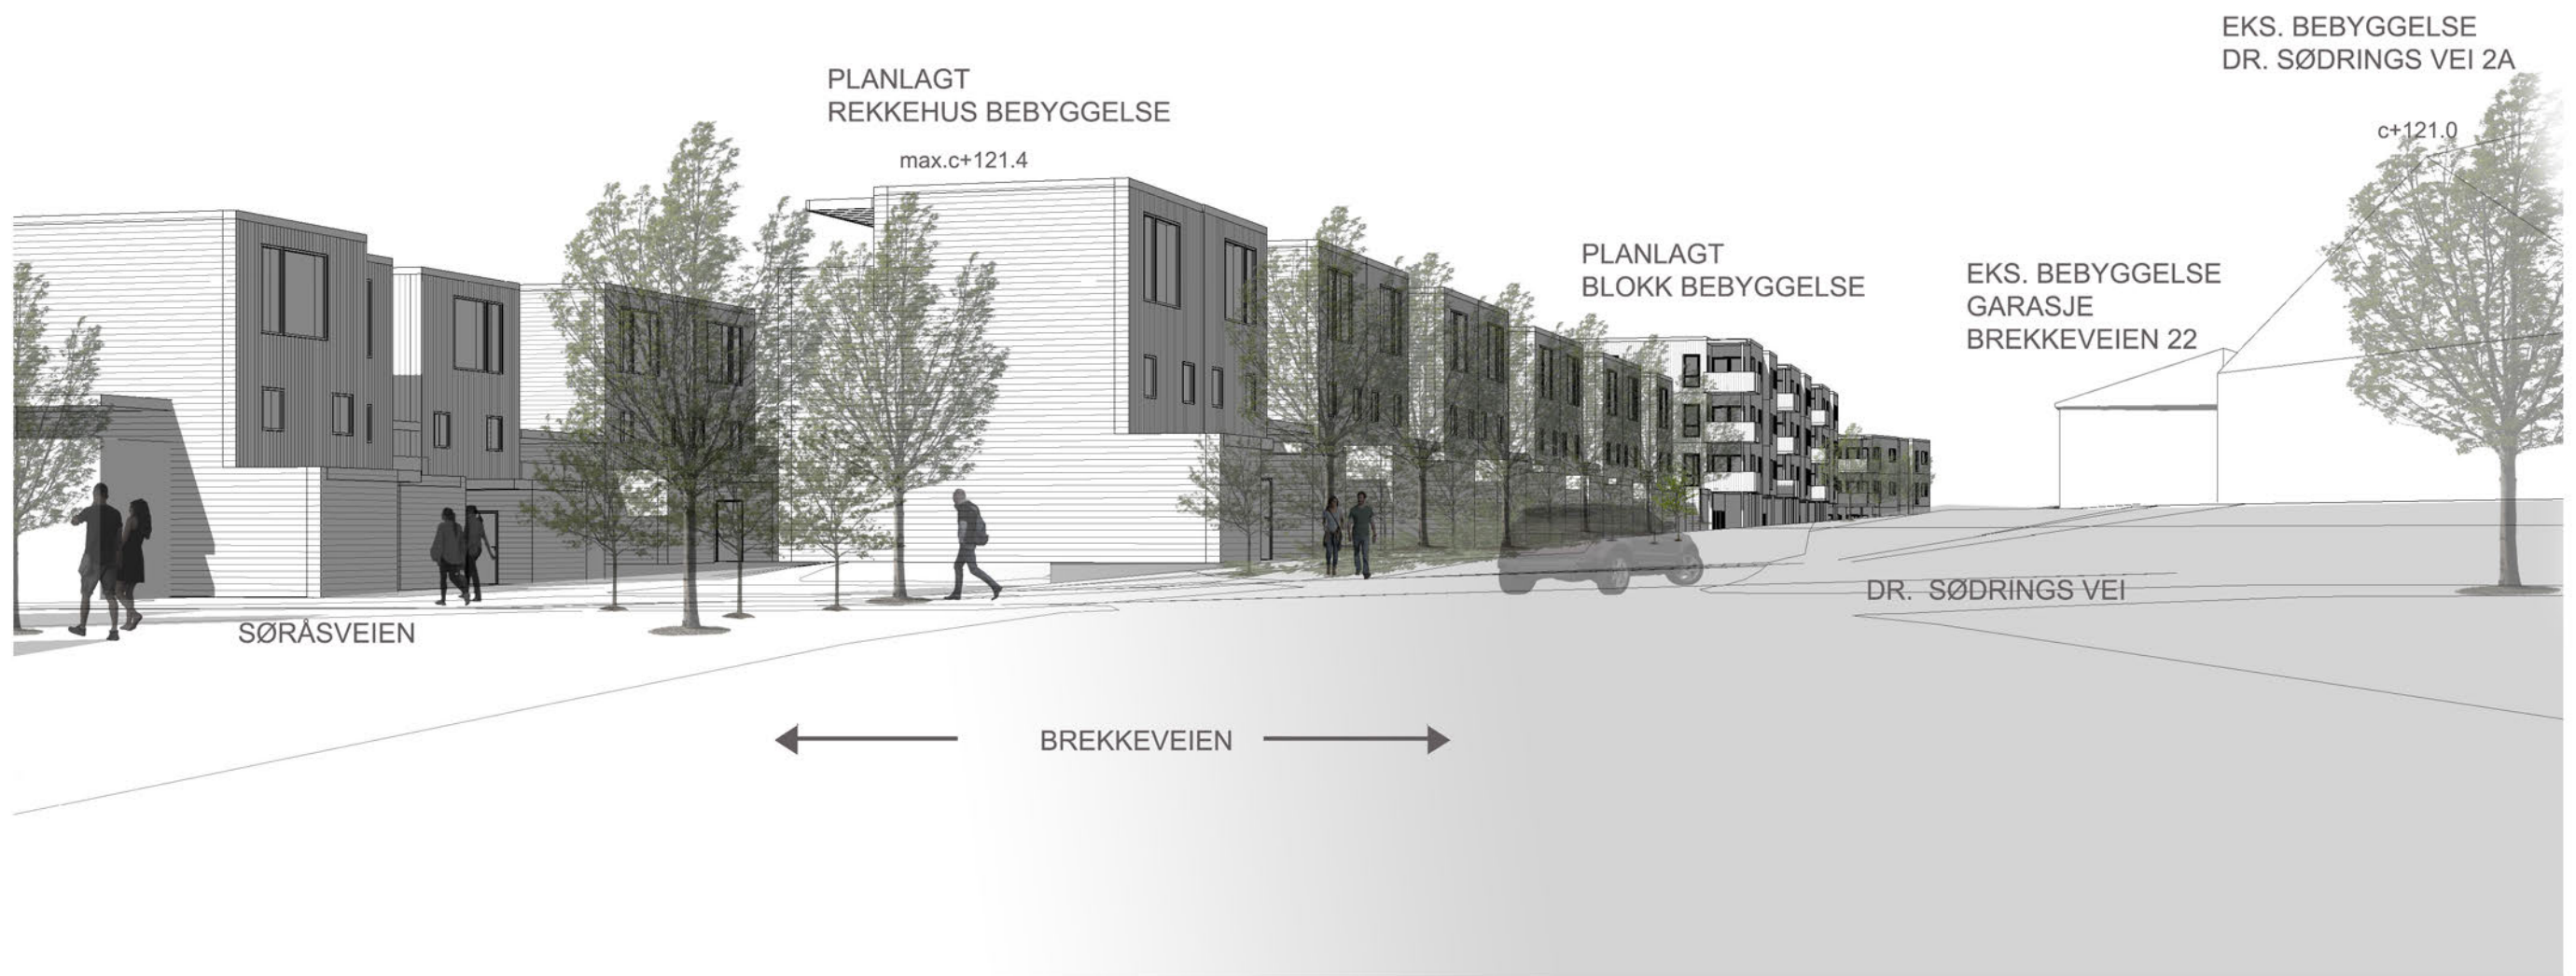 PLANLAGT
REKKEHUS BEBYGGELSE
max.c+121.4
PLANLAGT
BLOKK BEBYGGELSE
EKS. BEBYGGELSE
GARASJE
BREKKEVEIEN 22
EKS. BEBYGGELSE
DR. SØDRINGS VEI 2A
c+121.0
SØRÅSVEIEN
DR. SØDRINGS VEI
BREKKEVEIEN